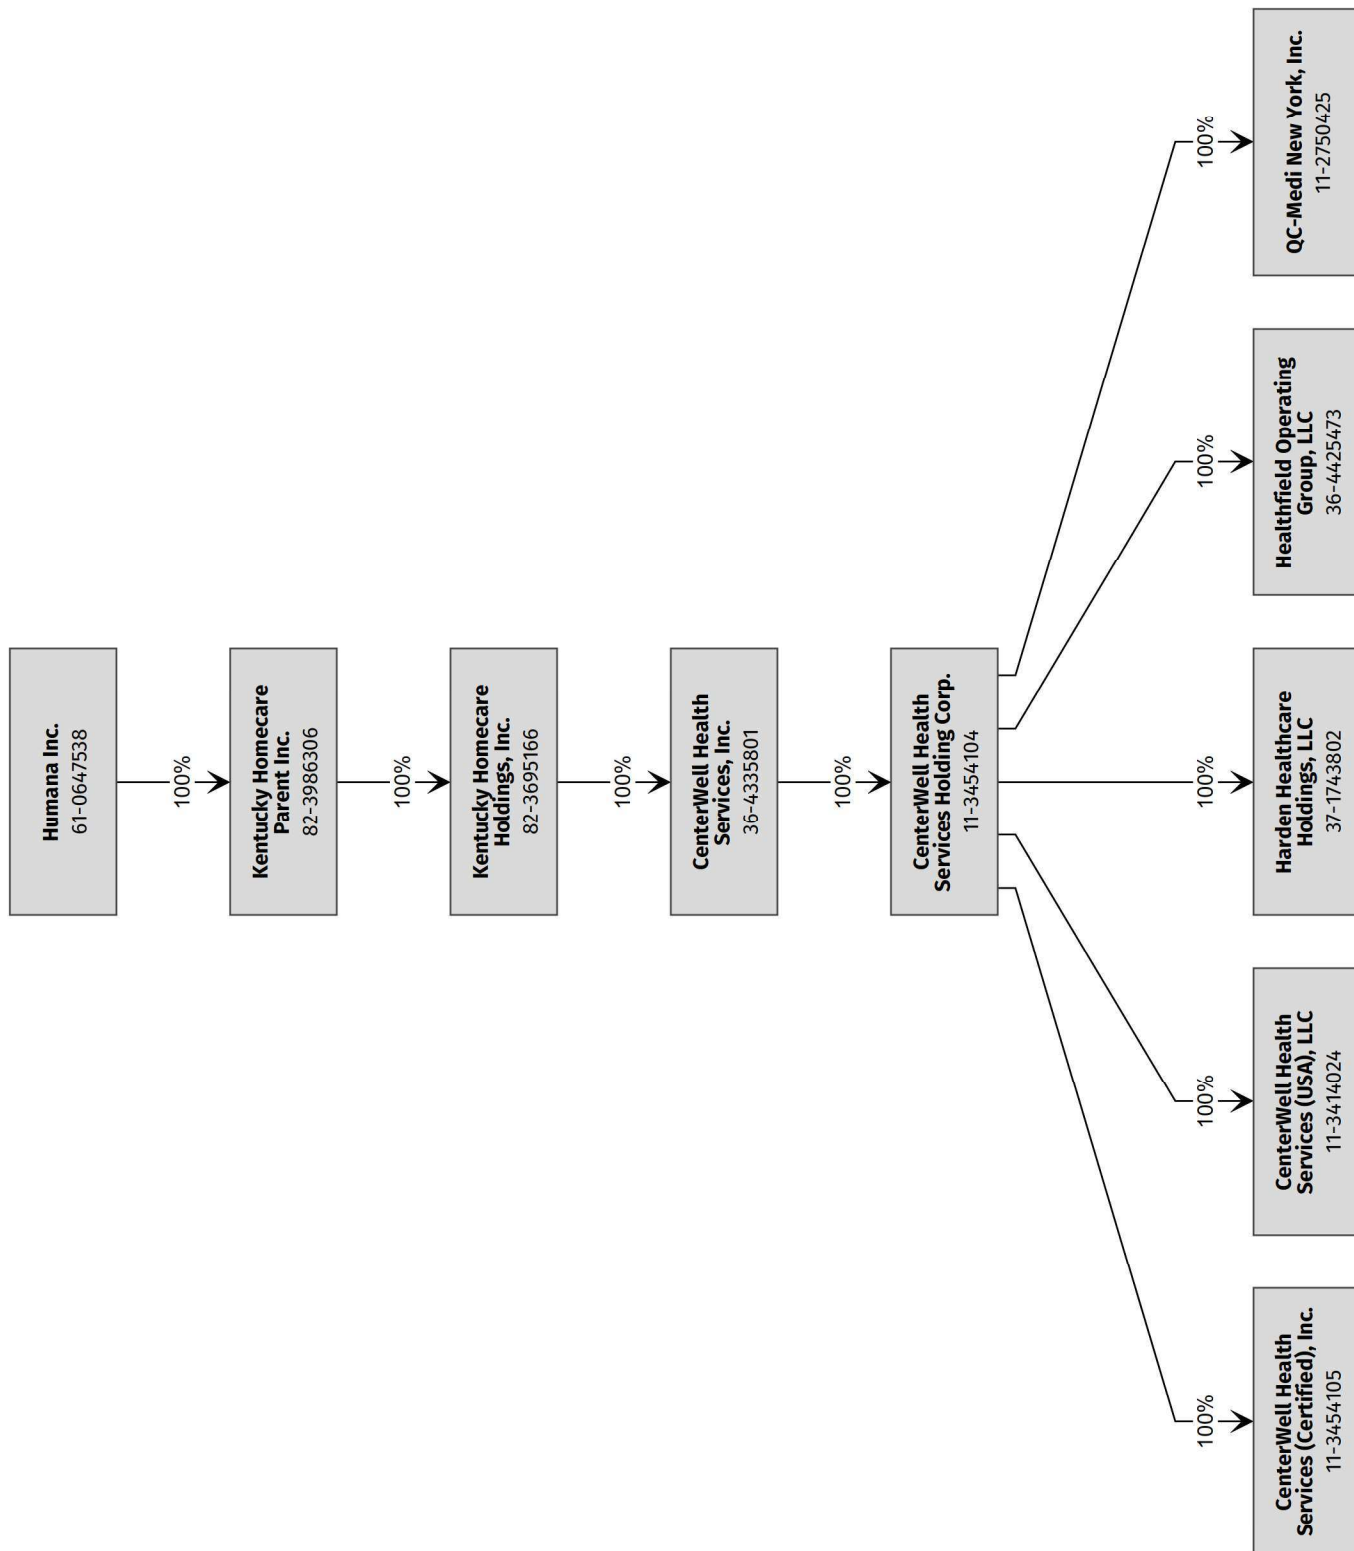 Humana Inc.
61-0647538
100%
Kentucky Homecare
Parent Inc.
82-3986306
100%
Kentucky Homecare
Holdings, Inc.
82-3695166
100%
CenterWell Health
Services, Inc.
36-4335801
100%
CenterWell Health
Services Holding Corp.
11-3454104
100%
100%
100%
100%
100%
CenterWell Health
Services (Certified), Inc.
11-3454105
CenterWell Health
Services (USA), LLC
11-3414024
Harden Healthcare
Holdings, LLC
37-1743802
Healthfield Operating
Group, LLC
36-4425473
QC-Medi New York, Inc.
11-2750425